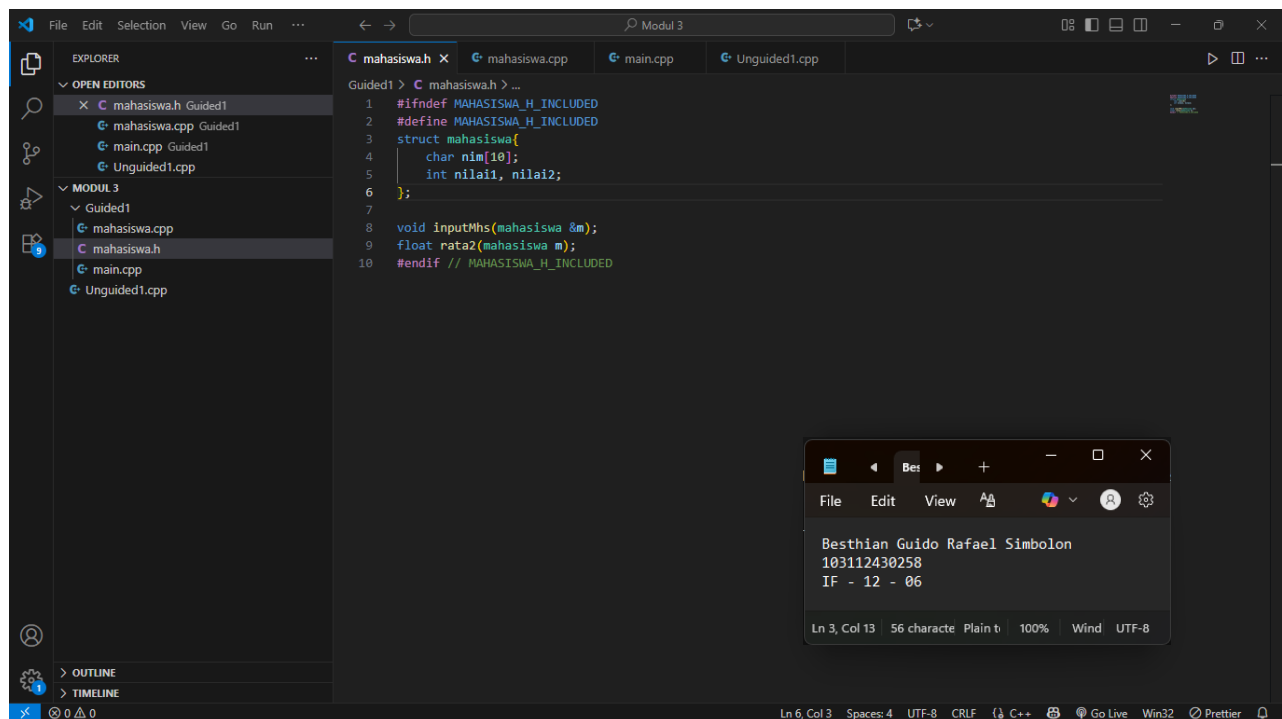 File Edit Selection View Go Run ···
Modul 3
EXPLORER ···
OPEN EDITORS
C mahasiswa.h Guided1
mahasiswa.cpp Guided1
main.cpp Guided1
Unguided1.cpp
MODUL 3
Guided1
mahasiswa.cpp
C mahasiswa.h
main.cpp
Unguided1.cpp
9
1
OUTLINE
TIMELINE
C mahasiswa.h
mahasiswa.cpp
main.cpp
Unguided1.cpp
Guided1 > C mahasiswa.h > ...
1 #ifndef MAHASISWA_H_INCLUDED
2 #define MAHASISWA_H_INCLUDED
3 struct mahasiswa{
4 char nim[10];
5 int nilai1, nilai2;
6 };
7
8 void inputMhs(mahasiswa &m);
9 float rata2(mahasiswa m);
10 #endif // MAHASISWA_H_INCLUDED
Bes
File Edit View
Besthian Guido Rafael Simbolon
103112430258
IF - 12 - 06
Ln 3, Col 13 56 characte Plain t 100% Wind UTF-8
0 0 Ln 6, Col 3 Spaces: 4 UTF-8 CRLF C++ Go Live Win32 Prettier